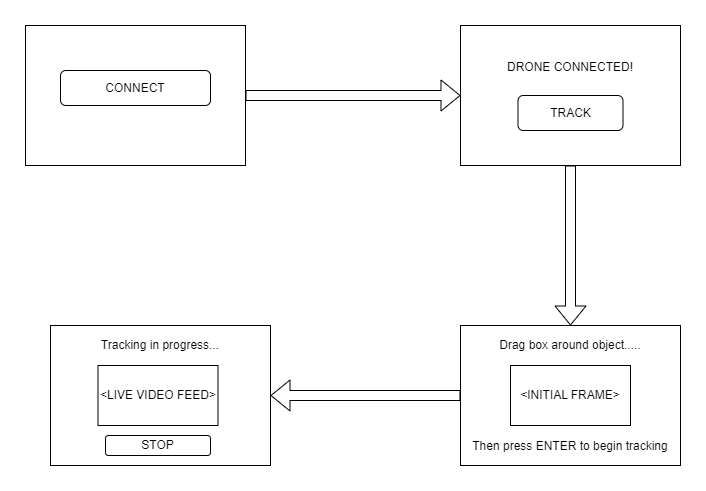 CONNECT
DRONE CONNECTED!
TRACK
Drag box around object.....
<INITIAL FRAME>
Then press ENTER to begin tracking
Tracking in progress...
<LIVE VIDEO FEED>
STOP